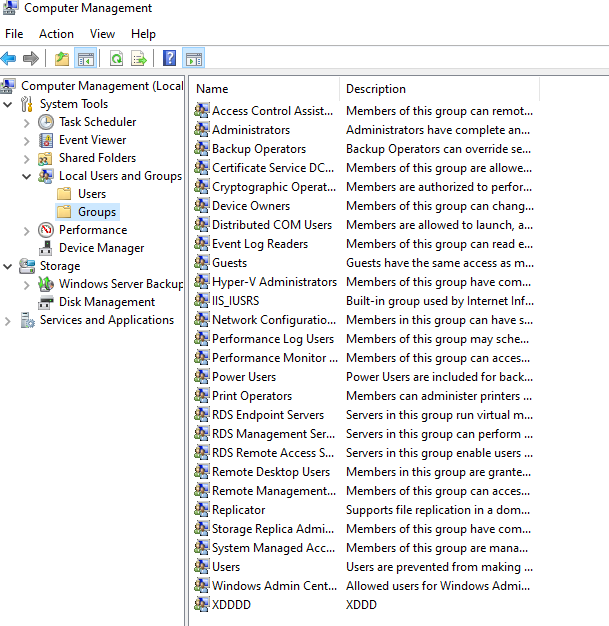 Computer Management
File Action View Help
Computer Management (Local
System Tools
Task Scheduler
Event Viewer
Shared Folders
Local Users and Groups
Users
Groups
Performance
Device Manager
Storage
Windows Server Backup
Disk Management
Services and Applications
Name Description
Access Control Assist... Members of this group can remot...
Administrators Administrators have complete an...
Backup Operators Backup Operators can override se...
Certificate Service DC... Members of this group are allowe...
Cryptographic Operat... Members are authorized to perfor...
Device Owners Members of this group can chang...
Distributed COM Users Members are allowed to launch, a...
Event Log Readers Members of this group can read e...
Guests Guests have the same access as m...
Hyper-V Administrators Members of this group have com...
IIS_IUSRS Built-in group used by Internet Inf...
Network Configuratio... Members in this group can have s...
Performance Log Users Members of this group may sche...
Performance Monitor ... Members of this group can acces...
Power Users Power Users are included for back...
Print Operators Members can administer printers ...
RDS Endpoint Servers Servers in this group run virtual m...
RDS Management Ser... Servers in this group can perform ...
RDS Remote Access S... Servers in this group enable users ...
Remote Desktop Users Members in this group are grante...
Remote Management... Members of this group can acces...
Replicator Supports file replication in a dom...
Storage Replica Admi... Members of this group have com...
System Managed Acc... Members of this group are mana...
Users Users are prevented from making ...
Windows Admin Cent... Allowed users for Windows Admi...
XDDDD XDDD